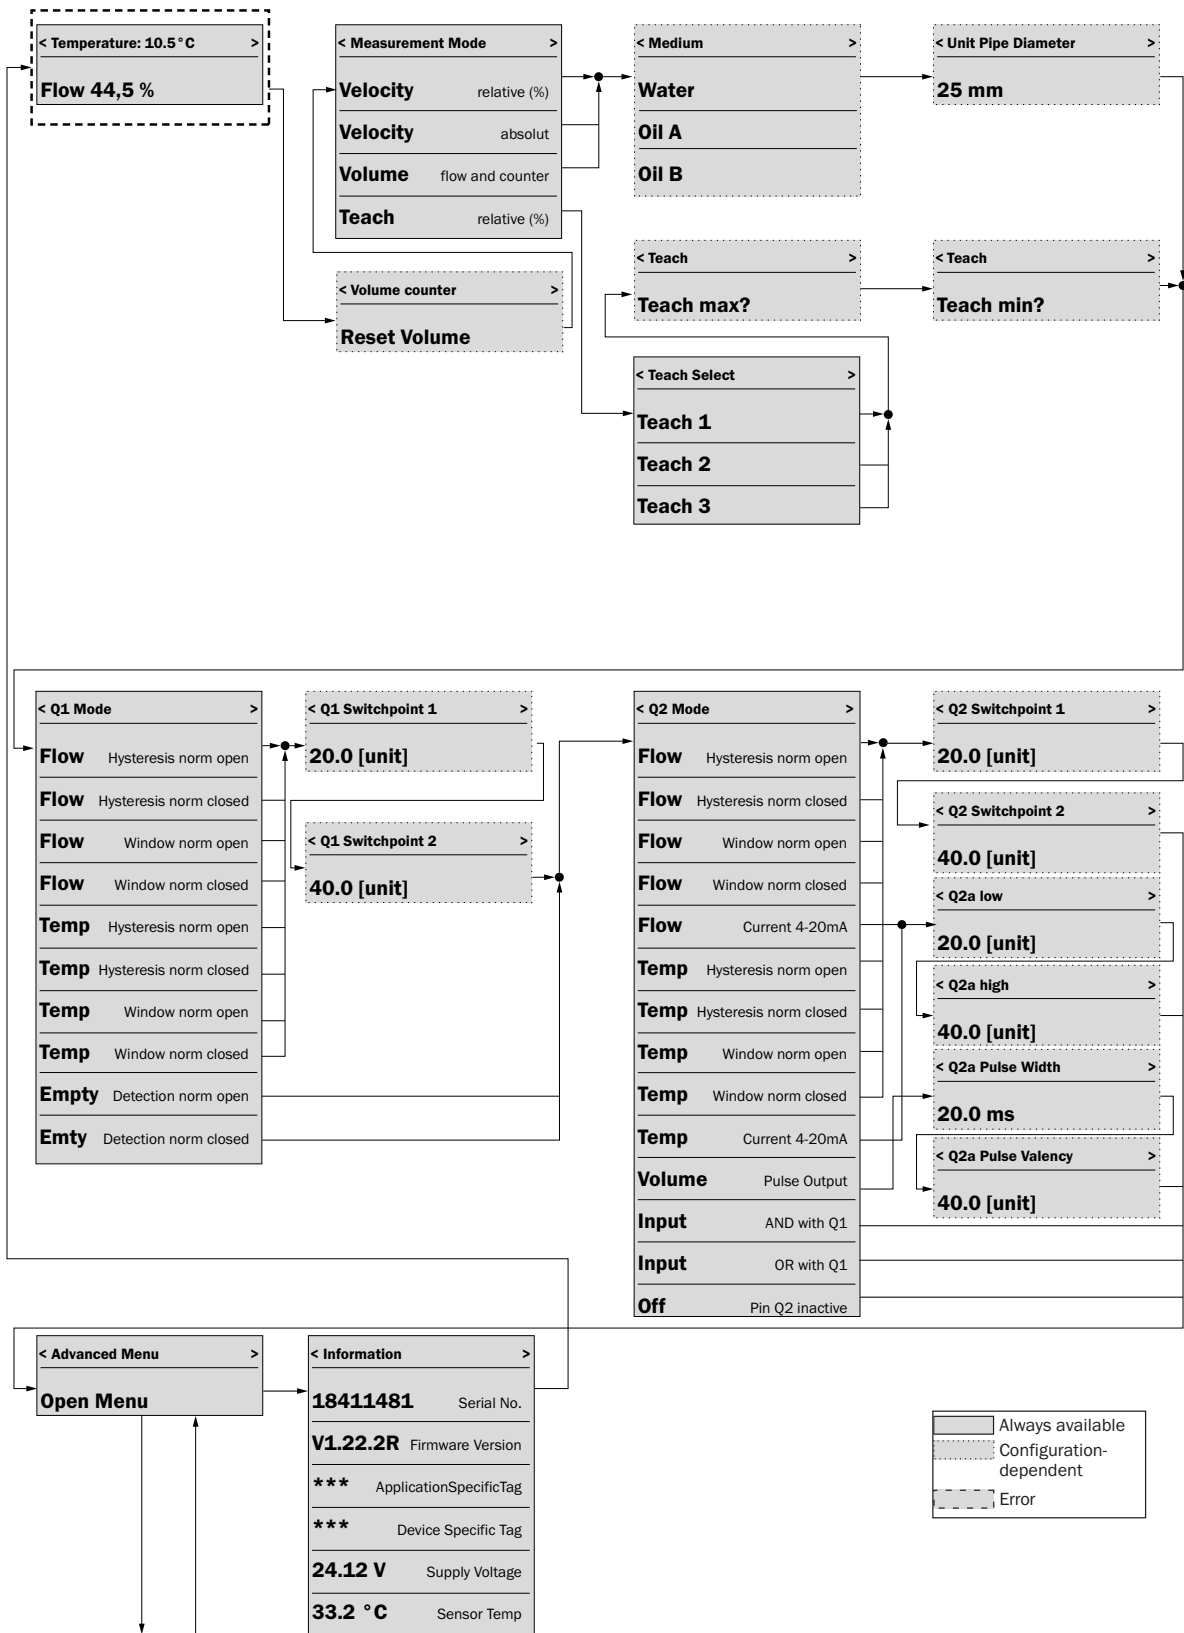 < Temperature: 10.5°C >
Flow 44,5 %
< Measurement Mode >
Velocity relative (%)
Velocity absolut
Volume flow and counter
Teach relative (%)
< Medium >
Water
Oil A
Oil B
< Unit Pipe Diameter >
25 mm
< Volume counter >
Reset Volume
< Teach >
Teach max?
< Teach >
Teach min?
< Teach Select >
Teach 1
Teach 2
Teach 3
< Q1 Mode >
Flow Hysteresis norm open
Flow Hysteresis norm closed
Flow Window norm open
Flow Window norm closed
Temp Hysteresis norm open
Temp Hysteresis norm closed
Temp Window norm open
Temp Window norm closed
Empty Detection norm open
Emty Detection norm closed
< Q1 Switchpoint 1 >
20.0 [unit]
< Q1 Switchpoint 2 >
40.0 [unit]
< Q2 Mode >
Flow Hysteresis norm open
Flow Hysteresis norm closed
Flow Window norm open
Flow Window norm closed
Flow Current 4-20mA
Temp Hysteresis norm open
Temp Hysteresis norm closed
Temp Window norm open
Temp Window norm closed
Temp Current 4-20mA
Volume Pulse Output
Input AND with Q1
Input OR with Q1
Off Pin Q2 inactive
< Q2 Switchpoint 1 >
20.0 [unit]
< Q2 Switchpoint 2 >
40.0 [unit]
< Q2a low >
20.0 [unit]
< Q2a high >
40.0 [unit]
< Q2a Pulse Width >
20.0 ms
< Q2a Pulse Valency >
40.0 [unit]
< Advanced Menu >
Open Menu
< Information >
18411481 Serial No.
V1.22.2R Firmware Version
*** ApplicationSpecificTag
*** Device Specific Tag
24.12 V Supply Voltage
33.2 °C Sensor Temp
Always available
Configuration-
dependent
Error